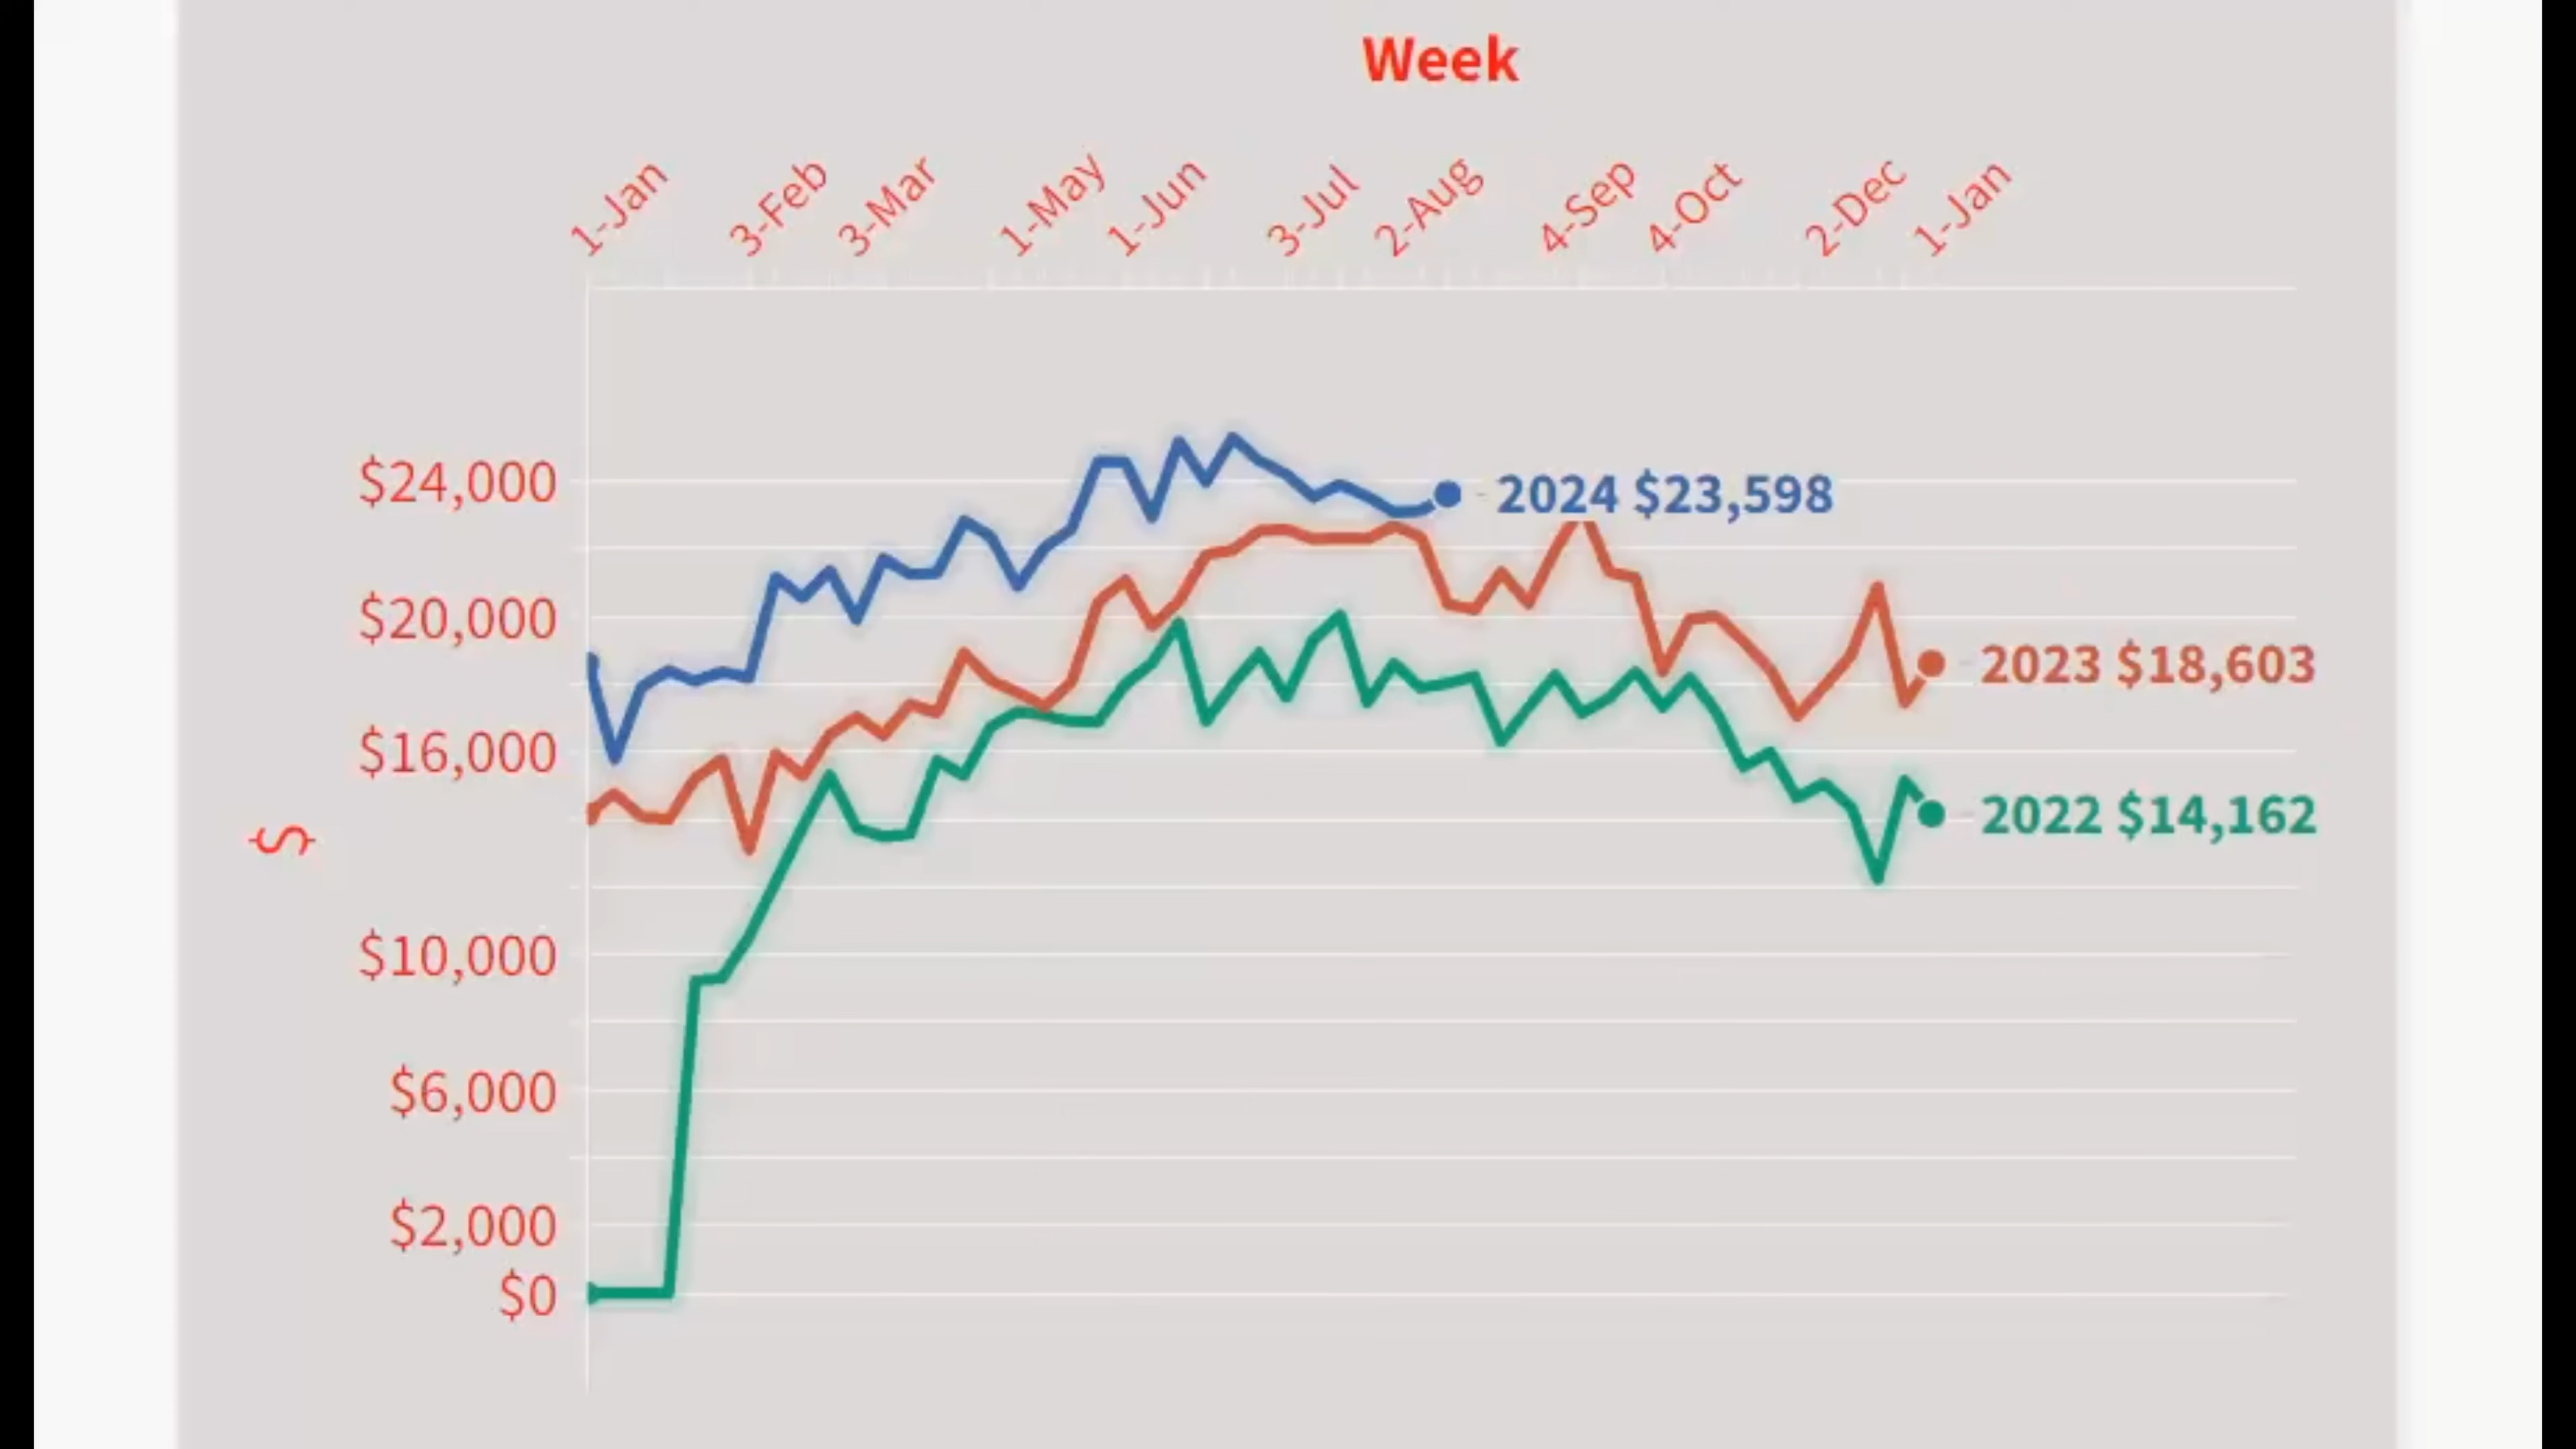 Week
1-Jan
3-Feb
3-Mar
1-May
1-Jun
3-Jul
2-Aug
4-Sep
4-Oct
2-Dec
1-Jan
$24,000
2024 $23,598
$20,000
2023 $18,603
$16,000
2022 $14,162
$
$10,000
$6,000
$2,000
$0